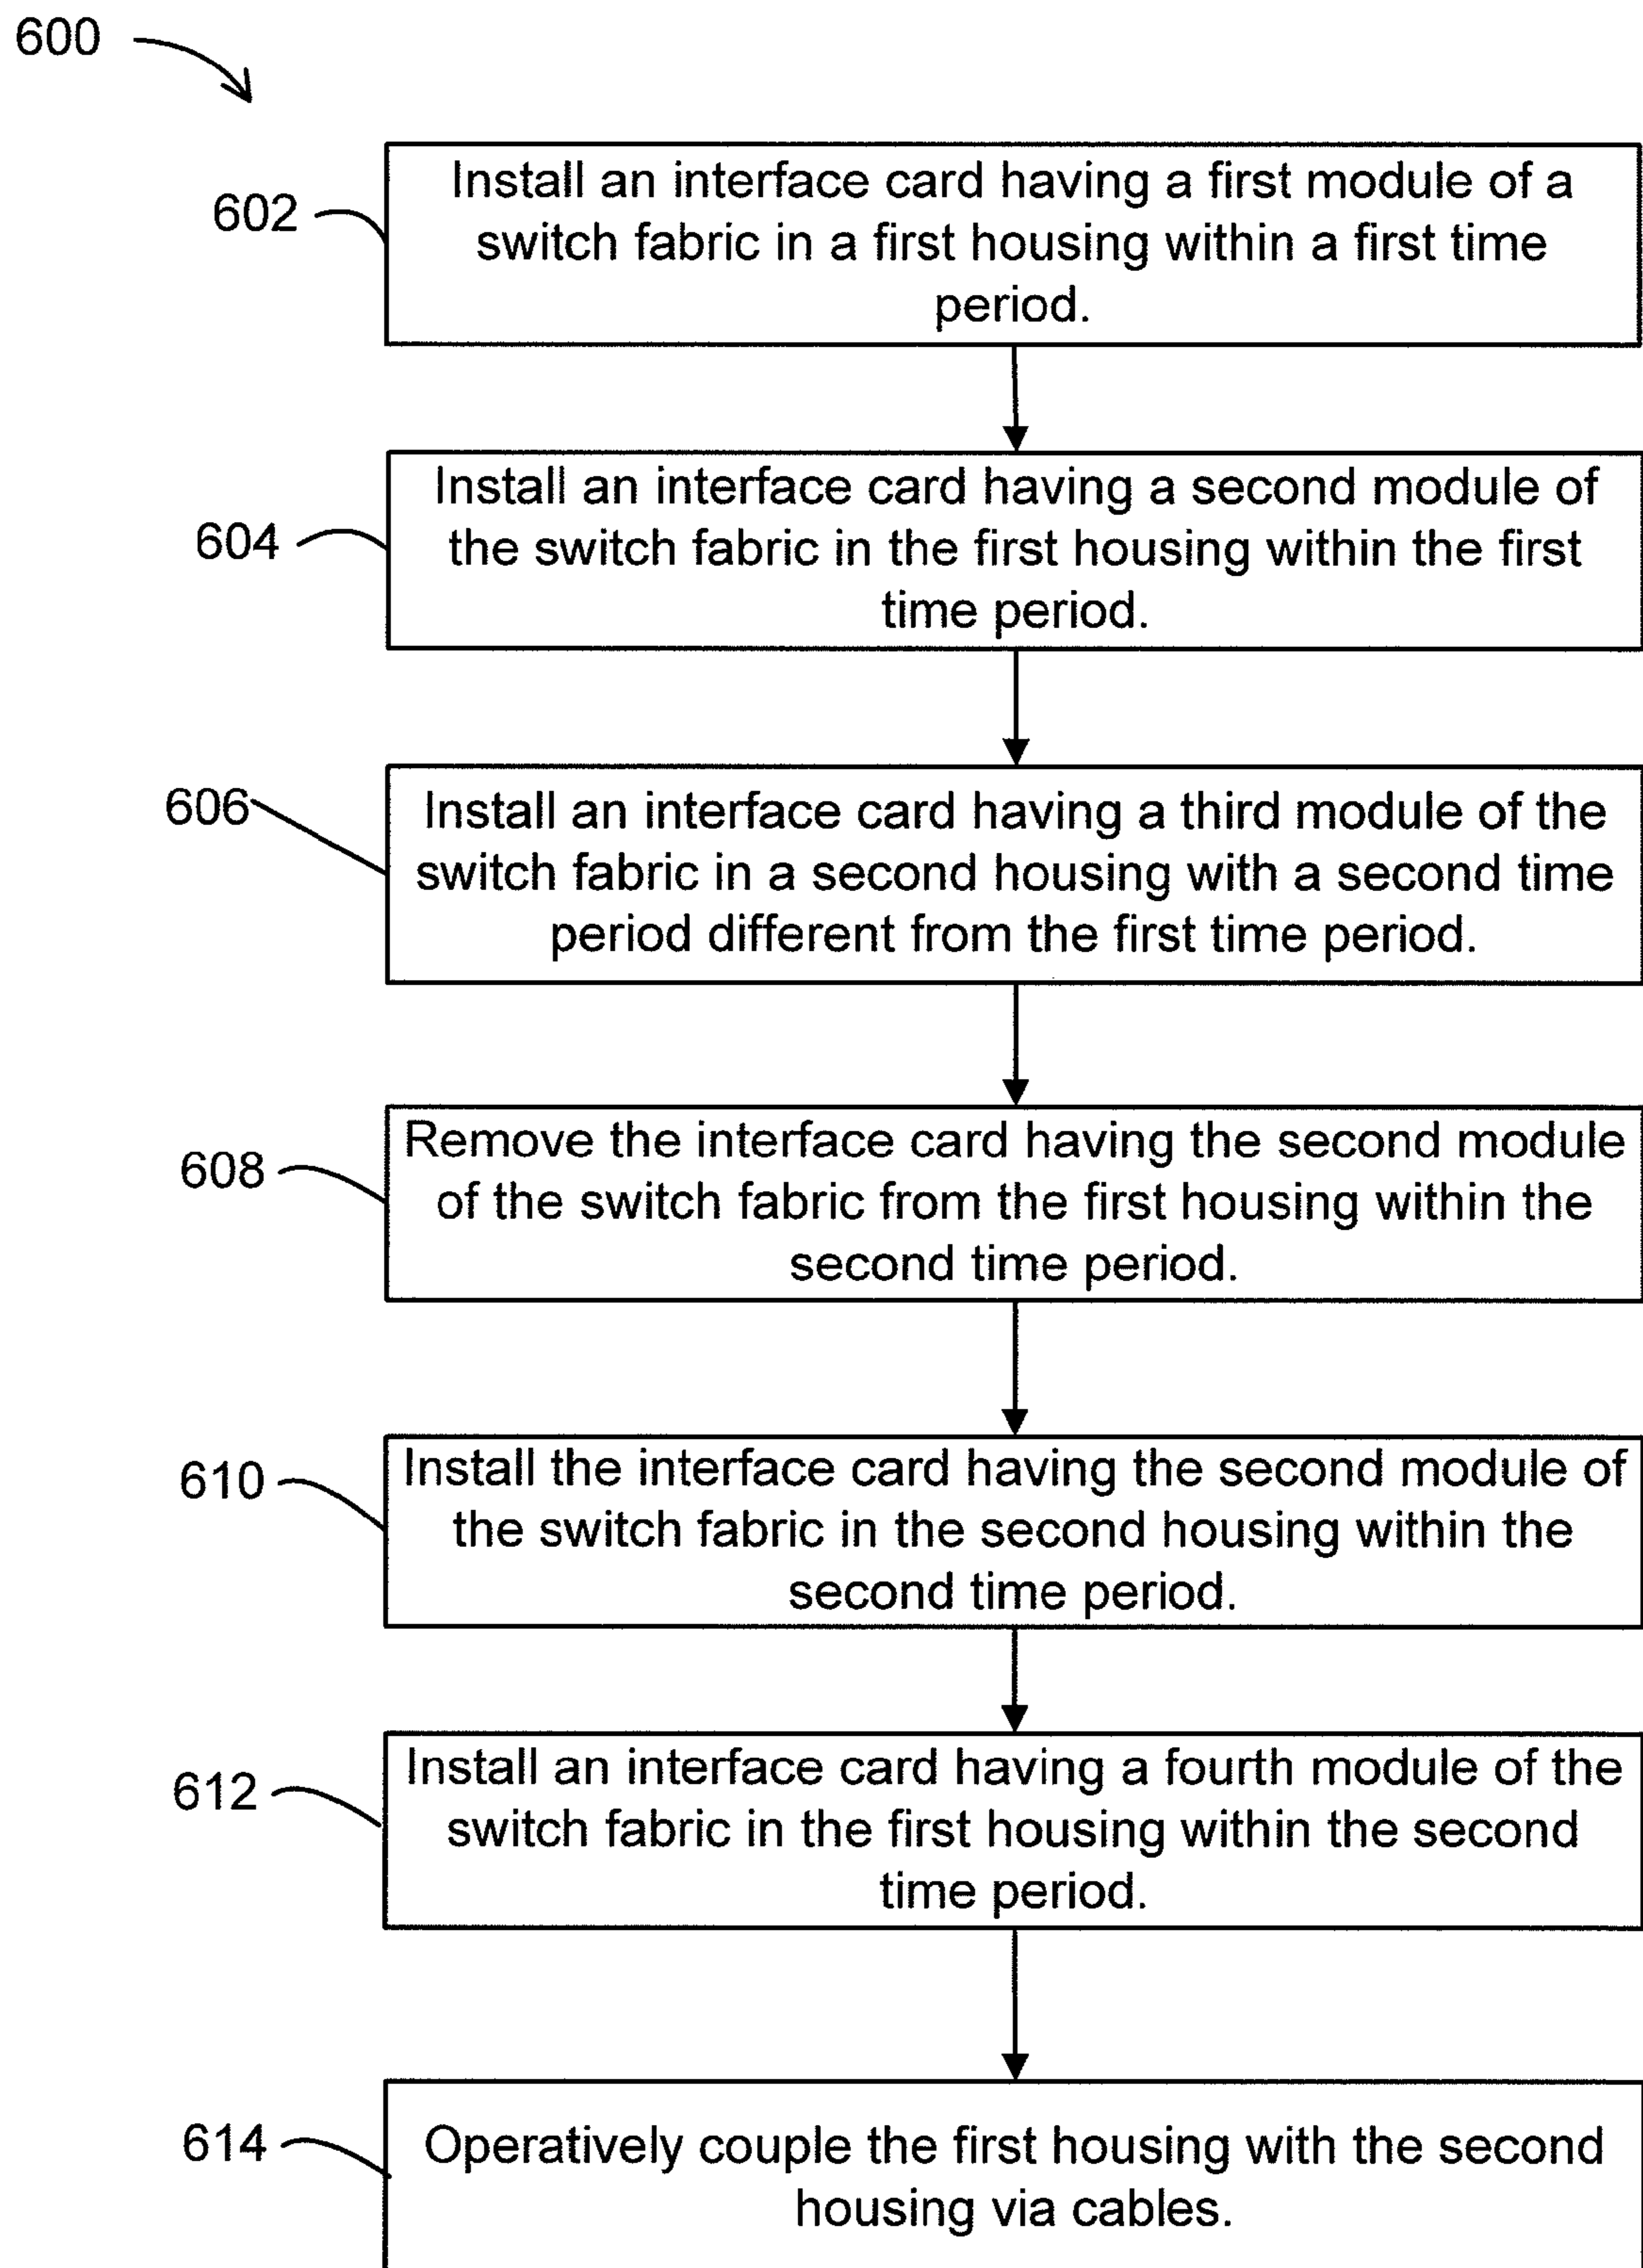 600
602
Install an interface card having a first module of a
switch fabric in a first housing within a first time
period.
604
Install an interface card having a second module of
the switch fabric in the first housing within the first
time period.
606
Install an interface card having a third module of the
switch fabric in a second housing with a second time
period different from the first time period.
608
Remove the interface card having the second module
of the switch fabric from the first housing within the
second time period.
610
Install the interface card having the second module of
the switch fabric in the second housing within the
second time period.
612
Install an interface card having a fourth module of the
switch fabric in the first housing within the second
time period.
614
Operatively couple the first housing with the second
housing via cables.